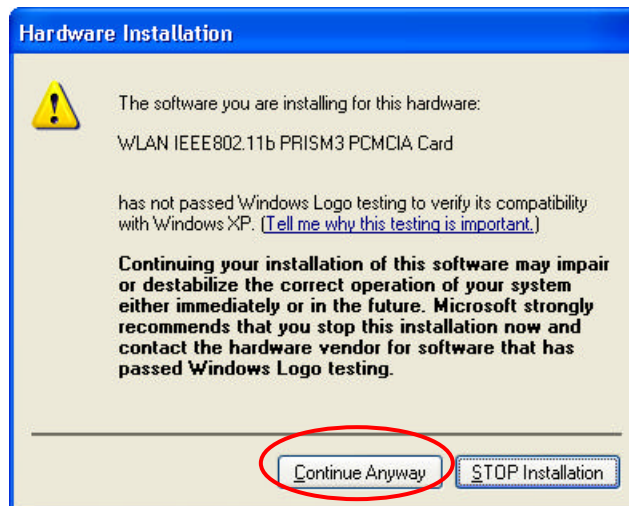 Hardware Installation
The software you are installing for this hardware:
WLAN IEEE802.11b PRISM3 PCMCIA Card
has not passed Windows Logo testing to verify its compatibility
with Windows XP. (Tell me why this testing is important.)
Continuing your installation of this software may impair
or destabilize the correct operation of your system
either immediately or in the future. Microsoft strongly
recommends that you stop this installation now and
contact the hardware vendor for software that has
passed Windows Logo testing.
Continue Anyway
STOP Installation